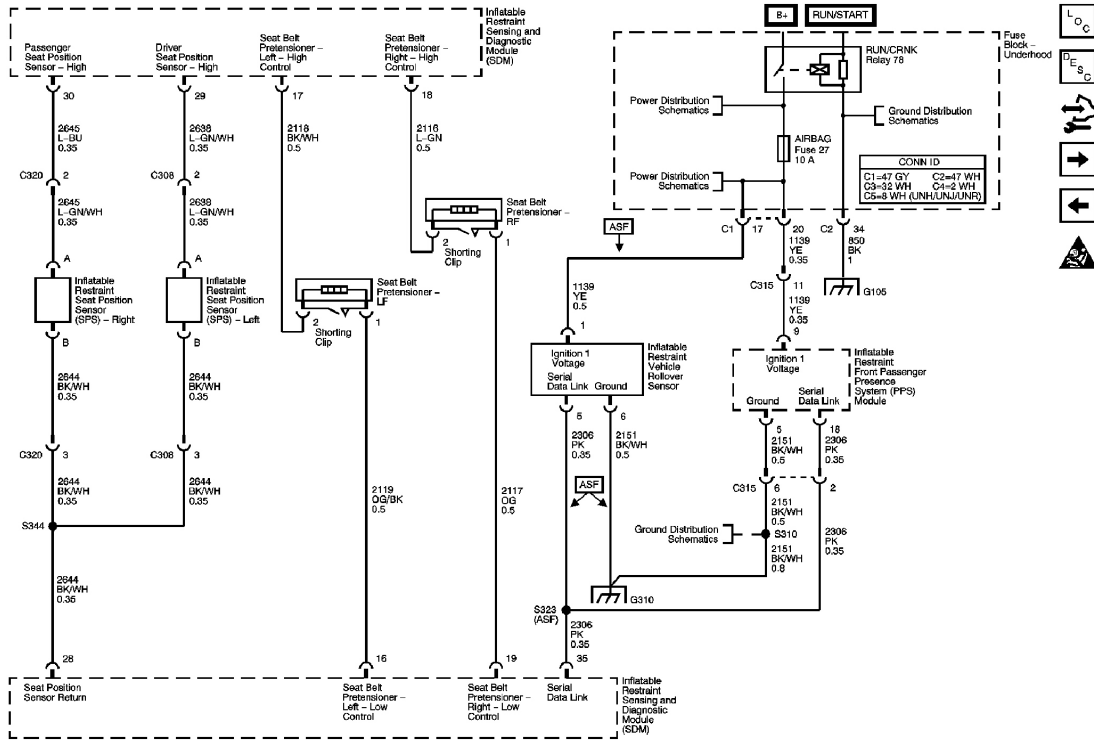 Passenger
Seat Position
Sensor – High
Driver
Seat Position
Sensor – High
Seat Belt
Pretensioner –
Left – High
Control
Seat Belt
Pretensioner –
Right – High
Control
Inflatable
Restraint
Sensing and
Diagnostic
Module
(SDM)
30
29
17
18
2645
L–BU
0.35
2638
L–GN/WH
0.35
2118
BK/WH
0.5
2116
L–GN
0.5
C320
2
C308
2
2645
L–GN/WH
0.35
2638
L–GN/WH
0.35
A
A
Inflatable
Restraint
Seat Position
Sensor
(SPS) – Right
Inflatable
Restraint
Seat Position
Sensor
(SPS) – Left
B
B
2644
BK/WH
0.35
2644
BK/WH
0.35
C320
3
C308
3
2644
BK/WH
0.35
2644
BK/WH
0.35
S344
2644
BK/WH
0.35
28
Seat Belt
Pretensioner –
RF
2
1
Shorting
Clip
Seat Belt
Pretensioner –
LF
2
1
Shorting
Clip
2119
OG/BK
0.5
2117
OG
0.5
16
19
B+
RUN/START
Fuse
Block –
Underhood
RUN/CRNK
Relay 78
Power Distribution
Schematics
Ground Distribution
Schematics
AIRBAG
Fuse 27
10 A
CONN ID
C1=47 GY C2=47 WH
C3=32 WH C4=2 WH
C5=8 WH (UNH/UNJ/UNR)
Power Distribution
Schematics
ASF
C1
17
20
C2
34
1139
YE
0.35
850
BK
1
C315
11
G105
1139
YE
0.5
1139
YE
0.35
1
9
Ignition 1
Voltage
Serial
Data Link
Ground
Inflatable
Restraint
Vehicle
Rollover
Sensor
Ignition 1
Voltage
Ground
Serial
Data Link
Inflatable
Restraint
Front Passenger
Presence
System (PPS)
Module
5
6
5
18
2306
PK
0.35
2151
BK/WH
0.5
2151
BK/WH
0.5
2306
PK
0.35
ASF
C315
6
2
2151
BK/WH
0.5
Ground Distribution
Schematics
S310
2306
PK
0.35
2151
BK/WH
0.8
G310
S323
(ASF)
2306
PK
0.35
35
Seat Position
Sensor Return
Seat Belt
Pretensioner –
Left – Low
Control
Seat Belt
Pretensioner –
Right – Low
Control
Serial
Data Link
Inflatable
Restraint
Sensing and
Diagnostic
Module
(SDM)
LOC
DESC